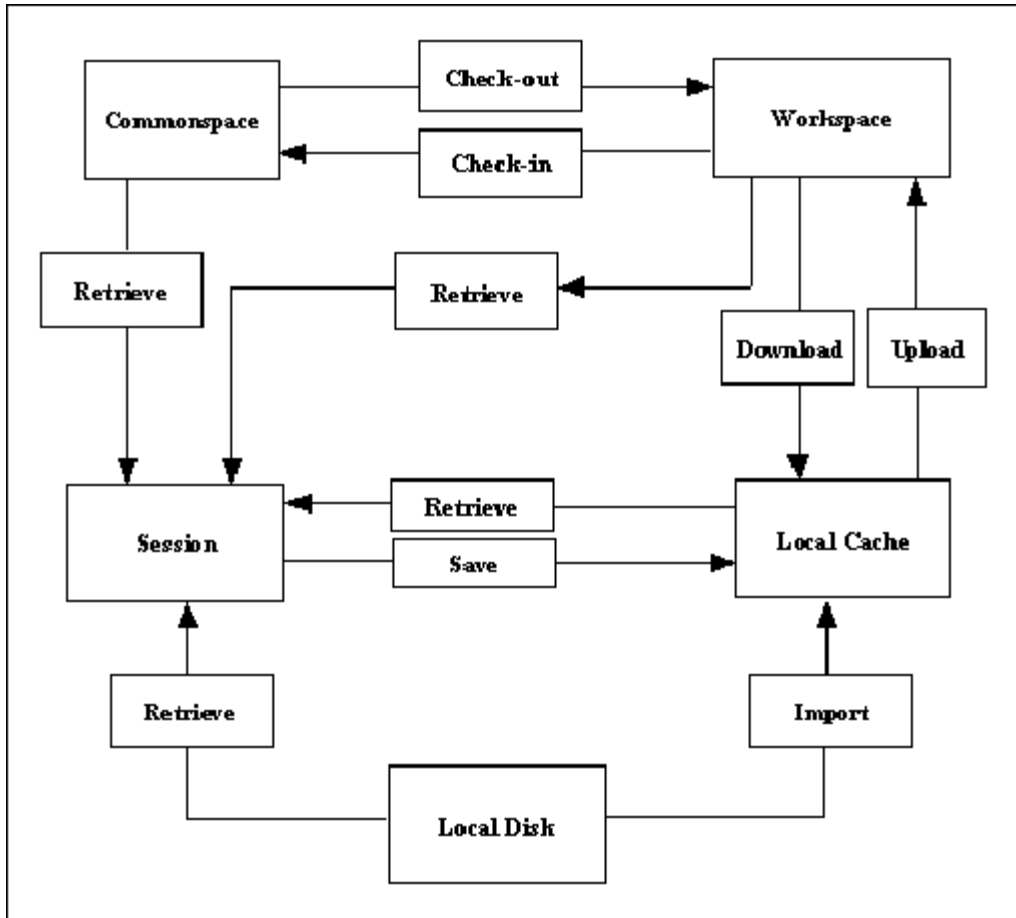 Check-out
Commonspace
Workspace
Check-in
Retrieve
Retrieve
Download
Upload
Retrieve
Session
Local Cache
Save
Retrieve
Import
Local Disk